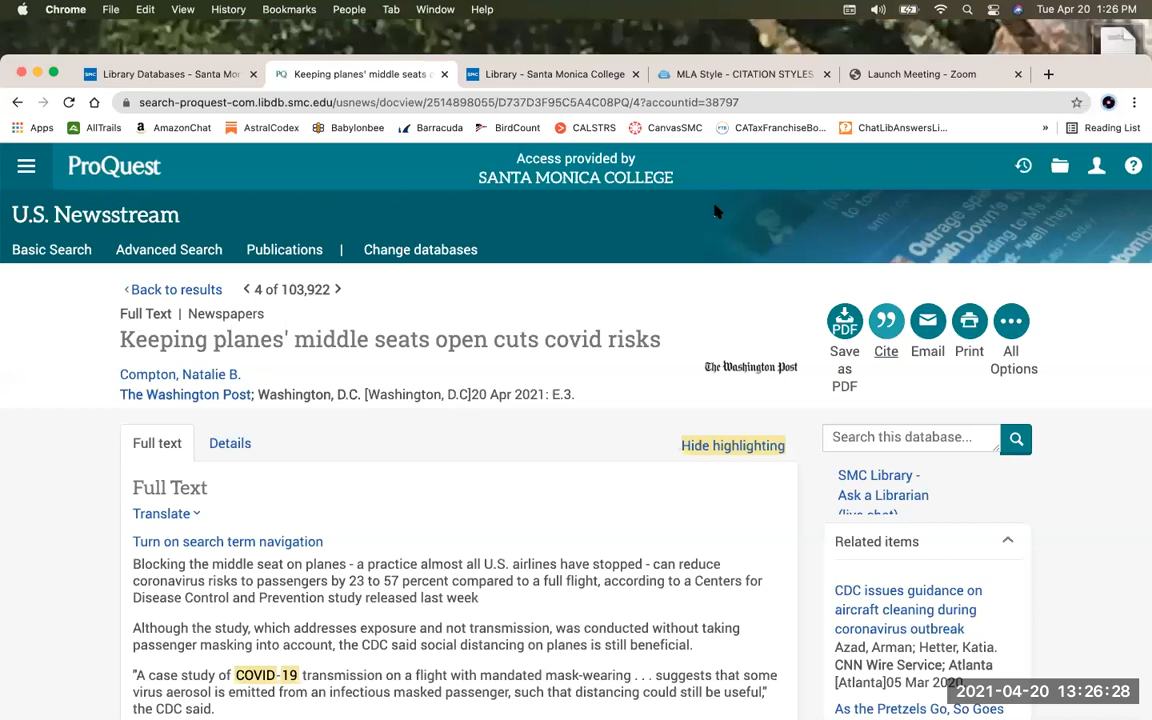 Chrome File Edit View History Bookmarks People Tab Window Help Tue Apr 20 1:26 PM
SMC Library Databases - Santa Mon × PQ Keeping planes' middle seats o × SMC Library - Santa Monica College × MLA Style - CITATION STYLES × Launch Meeting - Zoom × +
search-proquest-com.libdb.smc.edu/usnews/docview/2514898055/D737D3F95C5A4C08PQ/4?accountid=38797
Apps AllTrails AmazonChat AstralCodex Babylonbee Barracuda BirdCount CALSTRS CanvasSMC CATaxFranchiseBo... ChatLibAnswersLi... » Reading List
Access provided by
ProQuest
SANTA MONICA COLLEGE
U.S. Newsstream
Basic Search Advanced Search Publications | Change databases
‹Back to results 4 of 103,922
Full Text | Newspapers
Keeping planes' middle seats open cuts covid risks
The Washington Post
Compton, Natalie B.
The Washington Post; Washington, D.C. [Washington, D.C]20 Apr 2021: E.3.
PDF
Save as PDF
Cite
Email
Print
All Options
Full text Details Hide highlighting
Search this database...
Full Text
Translate
Turn on search term navigation
Blocking the middle seat on planes - a practice almost all U.S. airlines have stopped - can reduce
coronavirus risks to passengers by 23 to 57 percent compared to a full flight, according to a Centers for
Disease Control and Prevention study released last week
Although the study, which addresses exposure and not transmission, was conducted without taking
passenger masking into account, the CDC said social distancing on planes is still beneficial.
"A case study of COVID-19 transmission on a flight with mandated mask-wearing . . . suggests that some
virus aerosol is emitted from an infectious masked passenger, such that distancing could still be useful,"
the CDC said.
SMC Library -
Ask a Librarian
(live chat)
Related items
CDC issues guidance on
aircraft cleaning during
coronavirus outbreak
Azad, Arman; Hetter, Katia.
CNN Wire Service; Atlanta
[Atlanta]05 Mar 2020
As the Pretzels Go, So Goes
2021-04-20 13:26:28